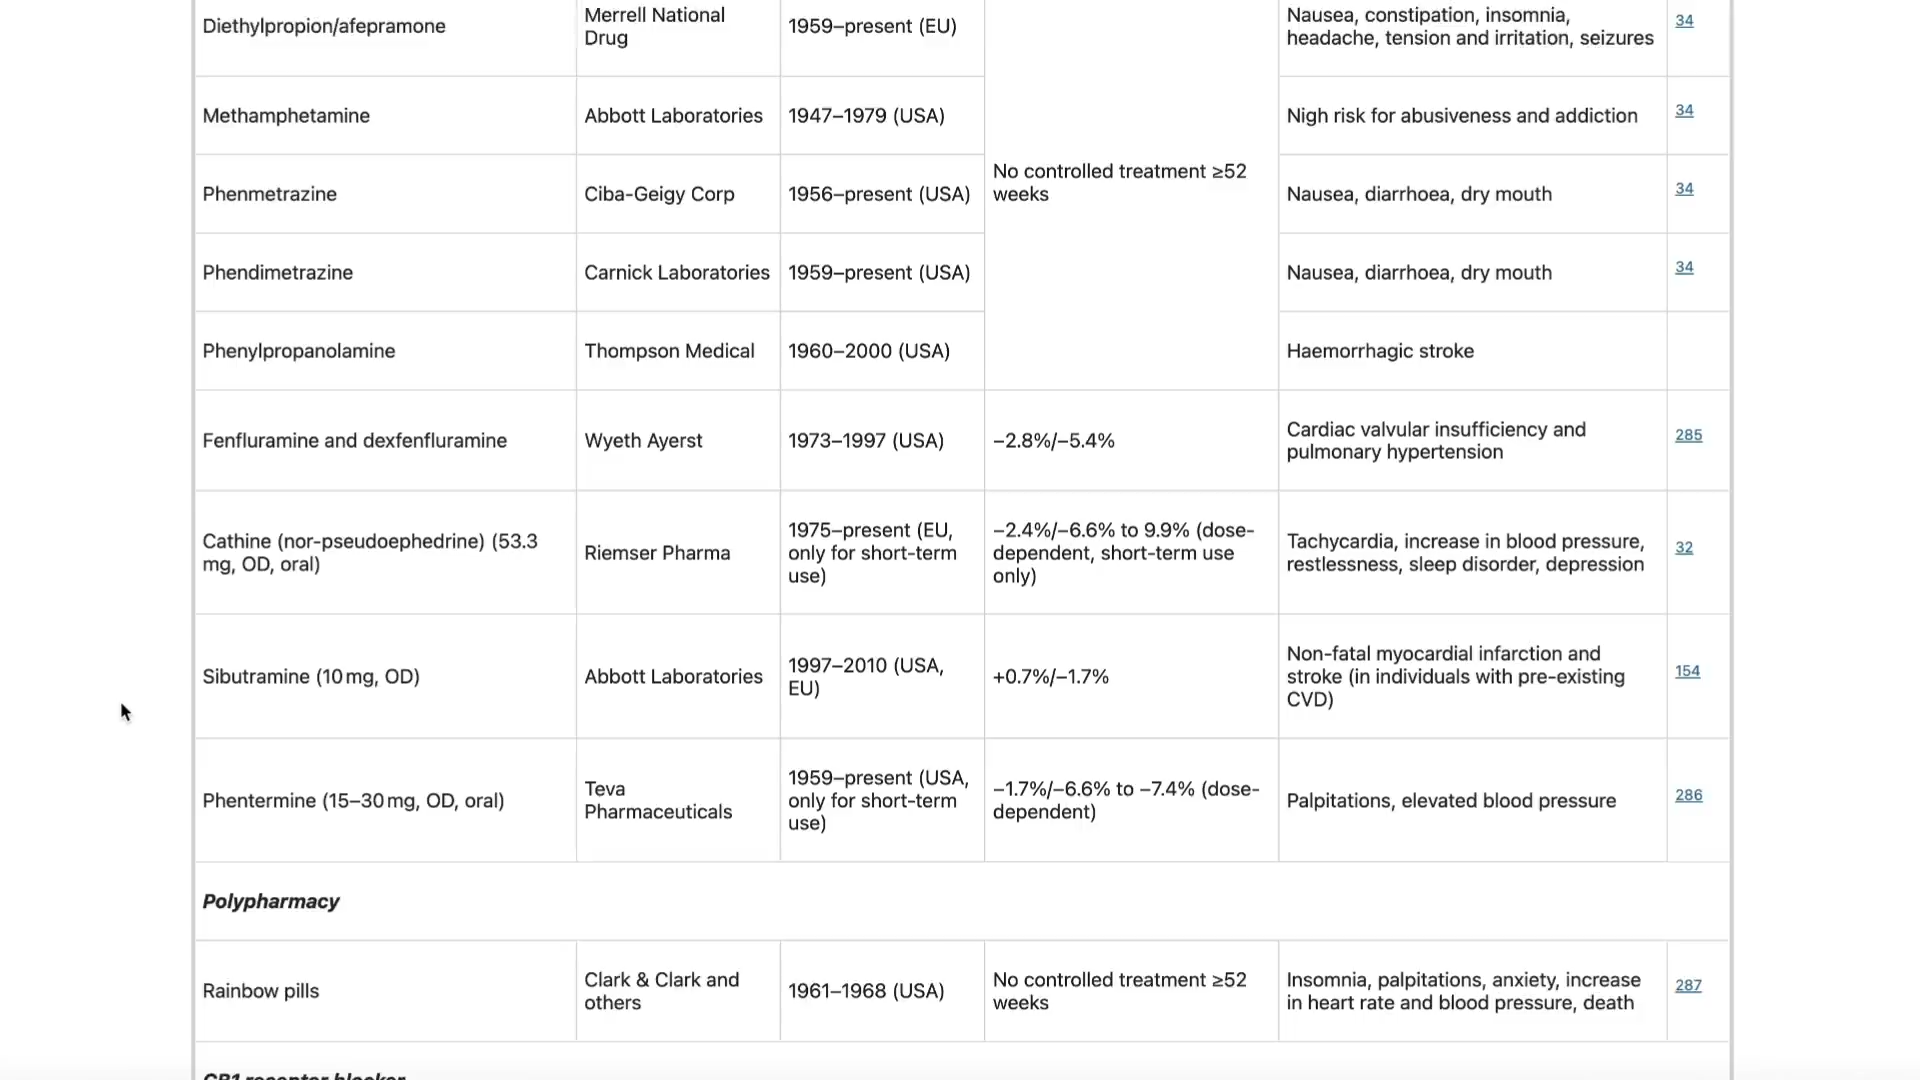 Diethylpropion/afepramone
Merrell National
Drug
1959–present (EU)
Nausea, constipation, insomnia,
headache, tension and irritation, seizures
34
Methamphetamine
Abbott Laboratories
1947–1979 (USA)
No controlled treatment ≥52
weeks
Nigh risk for abusiveness and addiction
34
Phenmetrazine
Ciba-Geigy Corp
1956–present (USA)
Nausea, diarrhoea, dry mouth
34
Phendimetrazine
Carnick Laboratories
1959–present (USA)
Nausea, diarrhoea, dry mouth
34
Phenylpropanolamine
Thompson Medical
1960–2000 (USA)
Haemorrhagic stroke
Fenfluramine and dexfenfluramine
Wyeth Ayerst
1973–1997 (USA)
−2.8%/−5.4%
Cardiac valvular insufficiency and
pulmonary hypertension
285
Cathine (nor-pseudoephedrine) (53.3
mg, OD, oral)
Riemser Pharma
1975–present (EU,
only for short-term
use)
−2.4%/−6.6% to 9.9% (dose-
dependent, short-term use
only)
Tachycardia, increase in blood pressure,
restlessness, sleep disorder, depression
32
Sibutramine (10 mg, OD)
Abbott Laboratories
1997–2010 (USA,
EU)
+0.7%/−1.7%
Non-fatal myocardial infarction and
stroke (in individuals with pre-existing
CVD)
154
Phentermine (15–30 mg, OD, oral)
Teva
Pharmaceuticals
1959–present (USA,
only for short-term
use)
−1.7%/−6.6% to −7.4% (dose-
dependent)
Palpitations, elevated blood pressure
286
Polypharmacy
Rainbow pills
Clark & Clark and
others
1961–1968 (USA)
No controlled treatment ≥52
weeks
Insomnia, palpitations, anxiety, increase
in heart rate and blood pressure, death
287
CB1 receptor blocker